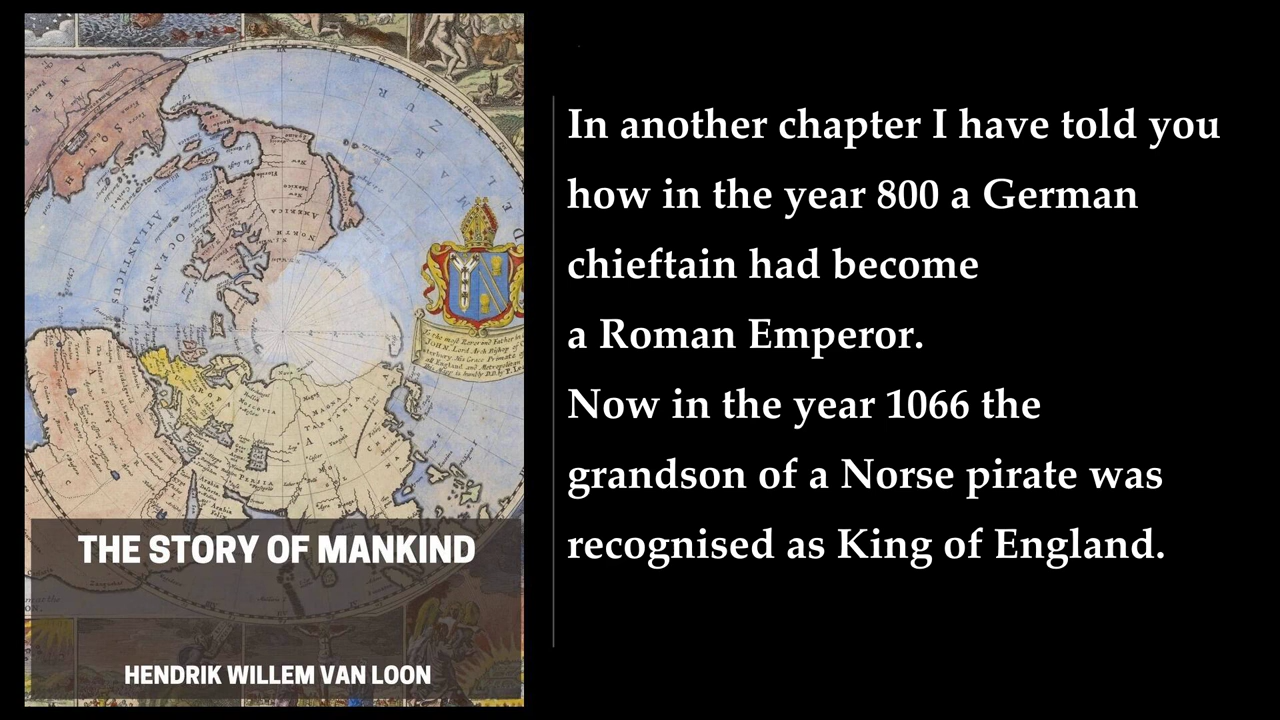 THE STORY OF MANKIND
HENDRIK WILLEM VAN LOON
In another chapter I have told you
how in the year 800 a German
chieftain had become
a Roman Emperor.
Now in the year 1066 the
grandson of a Norse pirate was
recognised as King of England.